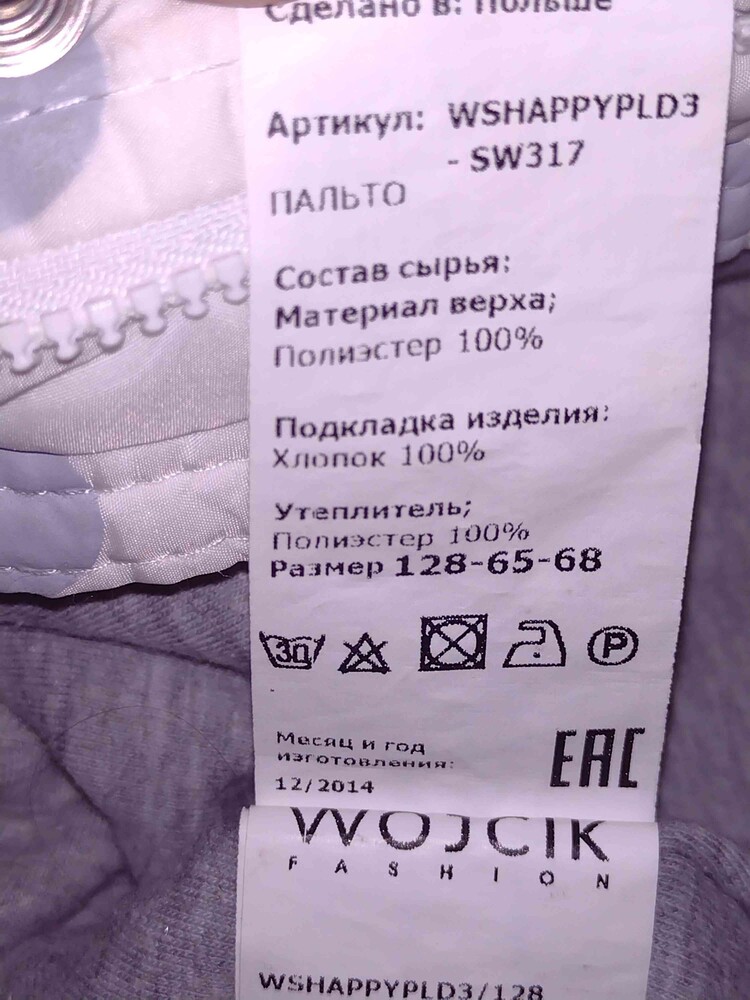 Сделано в: Польше
Артикул: WSHAPPYPLD3
- SW317
ПАЛЬТО
Состав сырья:
Материал верха;
Полиэстер 100%
Подкладка изделия:
Хлопок 100%
Утеплитель;
Полиэстер 100%
Размер 128-65-68
30
P
Месяц и год
изготовления:
12/2014
EAC
WOJCIK
FASHION
WSHAPPYPLD3/128